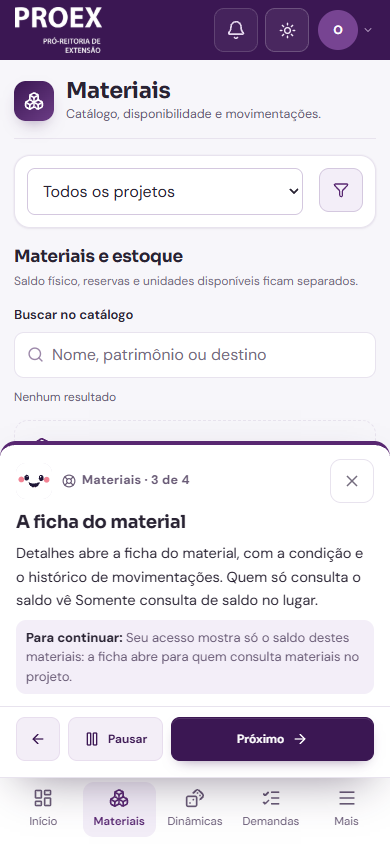 PROEX
PRÓ-REITORIA DE
EXTENSÃO
O
Materiais
Catálogo, disponibilidade e movimentações.
Todos os projetos
Materiais e estoque
Saldo físico, reservas e unidades disponíveis ficam separados.
Buscar no catálogo
Nome, patrimônio ou destino
Nenhum resultado
Materiais · 3 de 4
A ficha do material
Detalhes abre a ficha do material, com a condição e
o histórico de movimentações. Quem só consulta o
saldo vê Somente consulta de saldo no lugar.
Para continuar: Seu acesso mostra só o saldo destes
materiais: a ficha abre para quem consulta materiais no
projeto.
Pausar
Próximo
Início
Materiais
Dinâmicas
Demandas
Mais